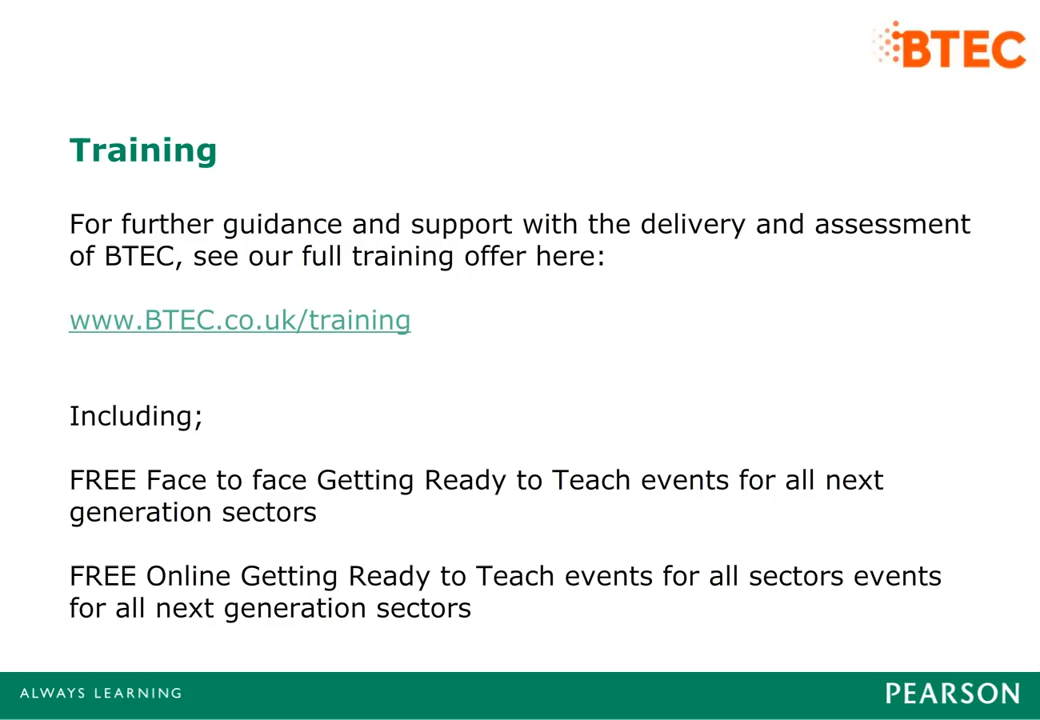 BTEC
Training
For further guidance and support with the delivery and assessment
of BTEC, see our full training offer here:
www.BTEC.co.uk/training
Including;
FREE Face to face Getting Ready to Teach events for all next
generation sectors
FREE Online Getting Ready to Teach events for all sectors events
for all next generation sectors
ALWAYS LEARNING
PEARSON